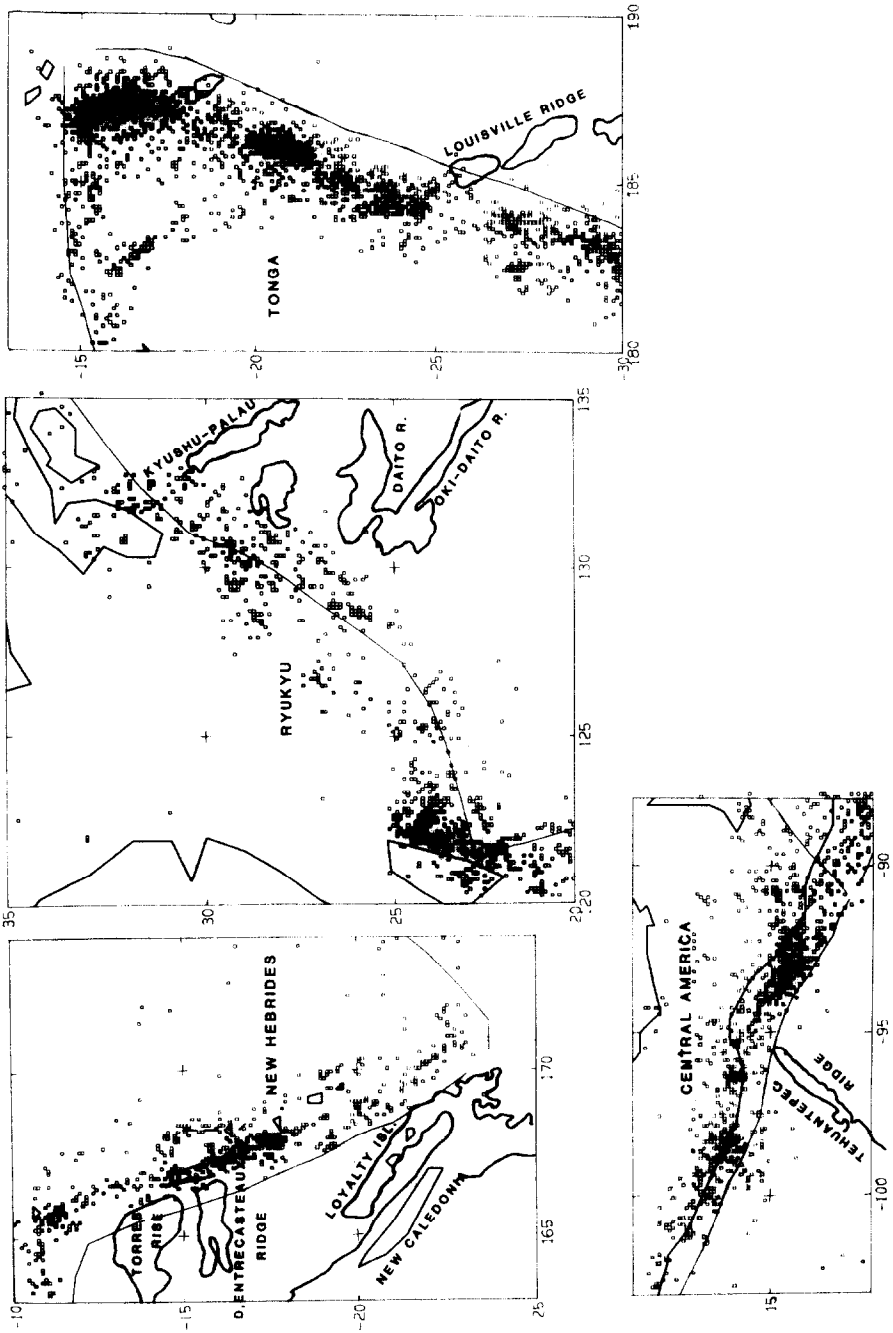 -10
TORRES
RISE
-15
D,ENTRECASTEAUX
RIDGE
NEW HEBRIDES
-20
LOYALTY ISL.
NEW CALEDONIA
25
165
170
35
30
25
20
KYUSHU-PALAU
RYUKYU
DAITO R.
OKI-DAITO R.
120
125
130
135
-15
-20
-25
-30
TONGA
LOUISVILLE RIDGE
180
185
190
CENTRAL AMERICA
15
TEHUANTEPEC
RIDGE
-100
-95
-90